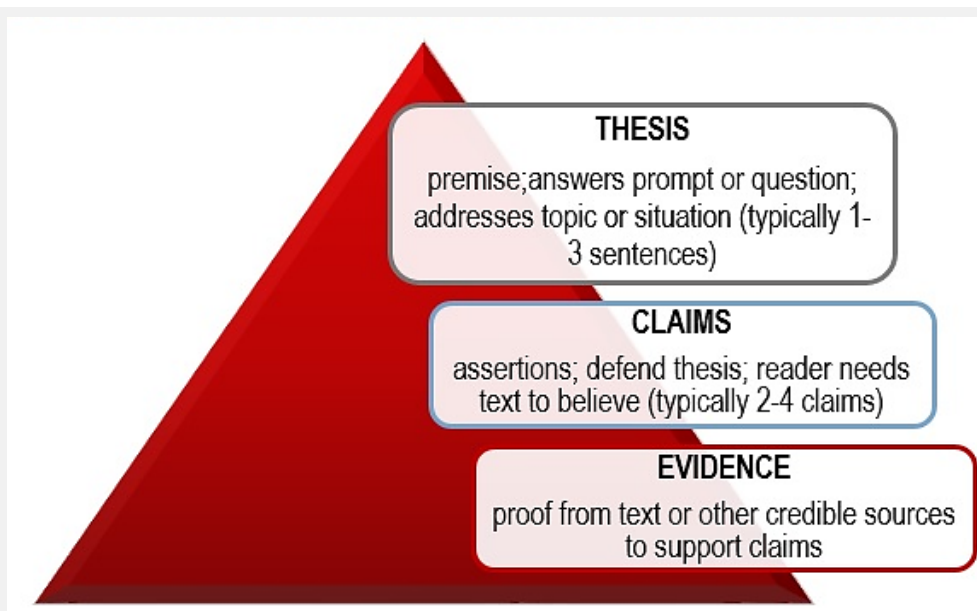 THESIS
premise;answers prompt or question;
addresses topic or situation (typically 1-
3 sentences)
CLAIMS
assertions; defend thesis; reader needs
text to believe (typically 2-4 claims)
EVIDENCE
proof from text or other credible sources
to support claims